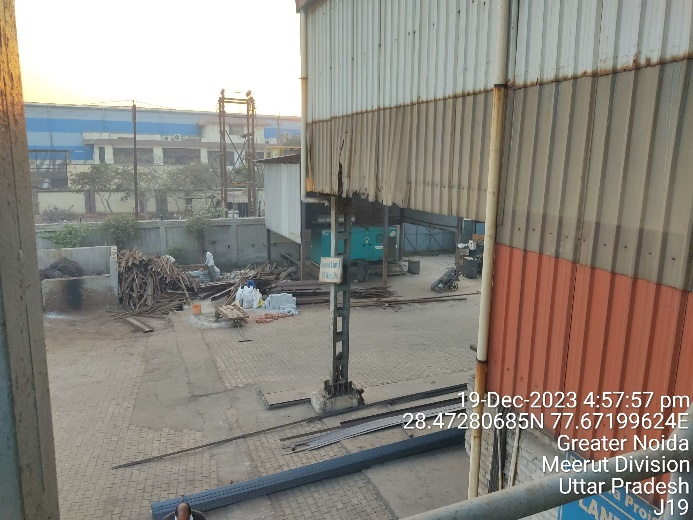 19-Dec-2023 4:57:57 pm
28.47280685N 77.67199624E
Greater Noida
Meerut Division
Uttar Pradesh
J19